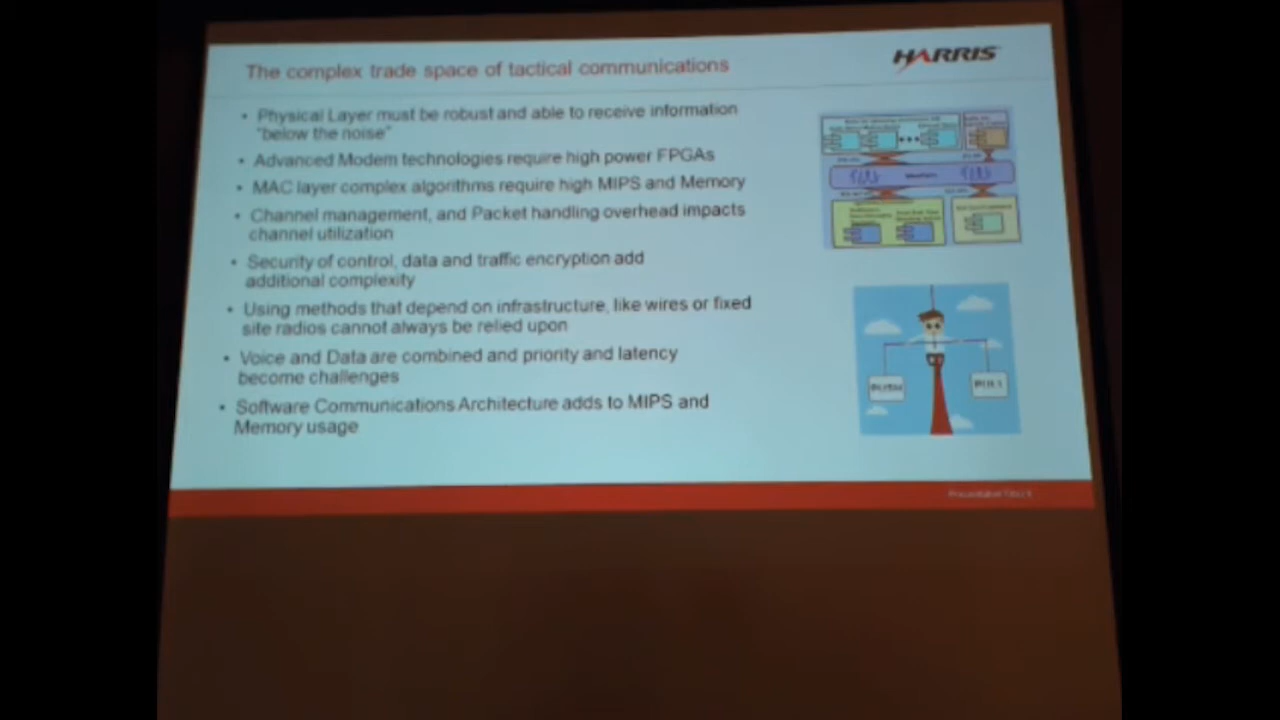 The complex trade space of tactical communications
HARRIS
• Physical Layer must be robust and able to receive information
"below the noise"
• Advanced Modem technologies require high power FPGAs
• MAC layer complex algorithms require high MIPS and Memory
• Channel management, and Packet handling overhead impacts
channel utilization
• Security of control, data and traffic encryption add
additional complexity
• Using methods that depend on infrastructure, like wires or fixed
site radios cannot always be relied upon
• Voice and Data are combined and priority and latency
become challenges
• Software Communications Architecture adds to MIPS and
Memory usage